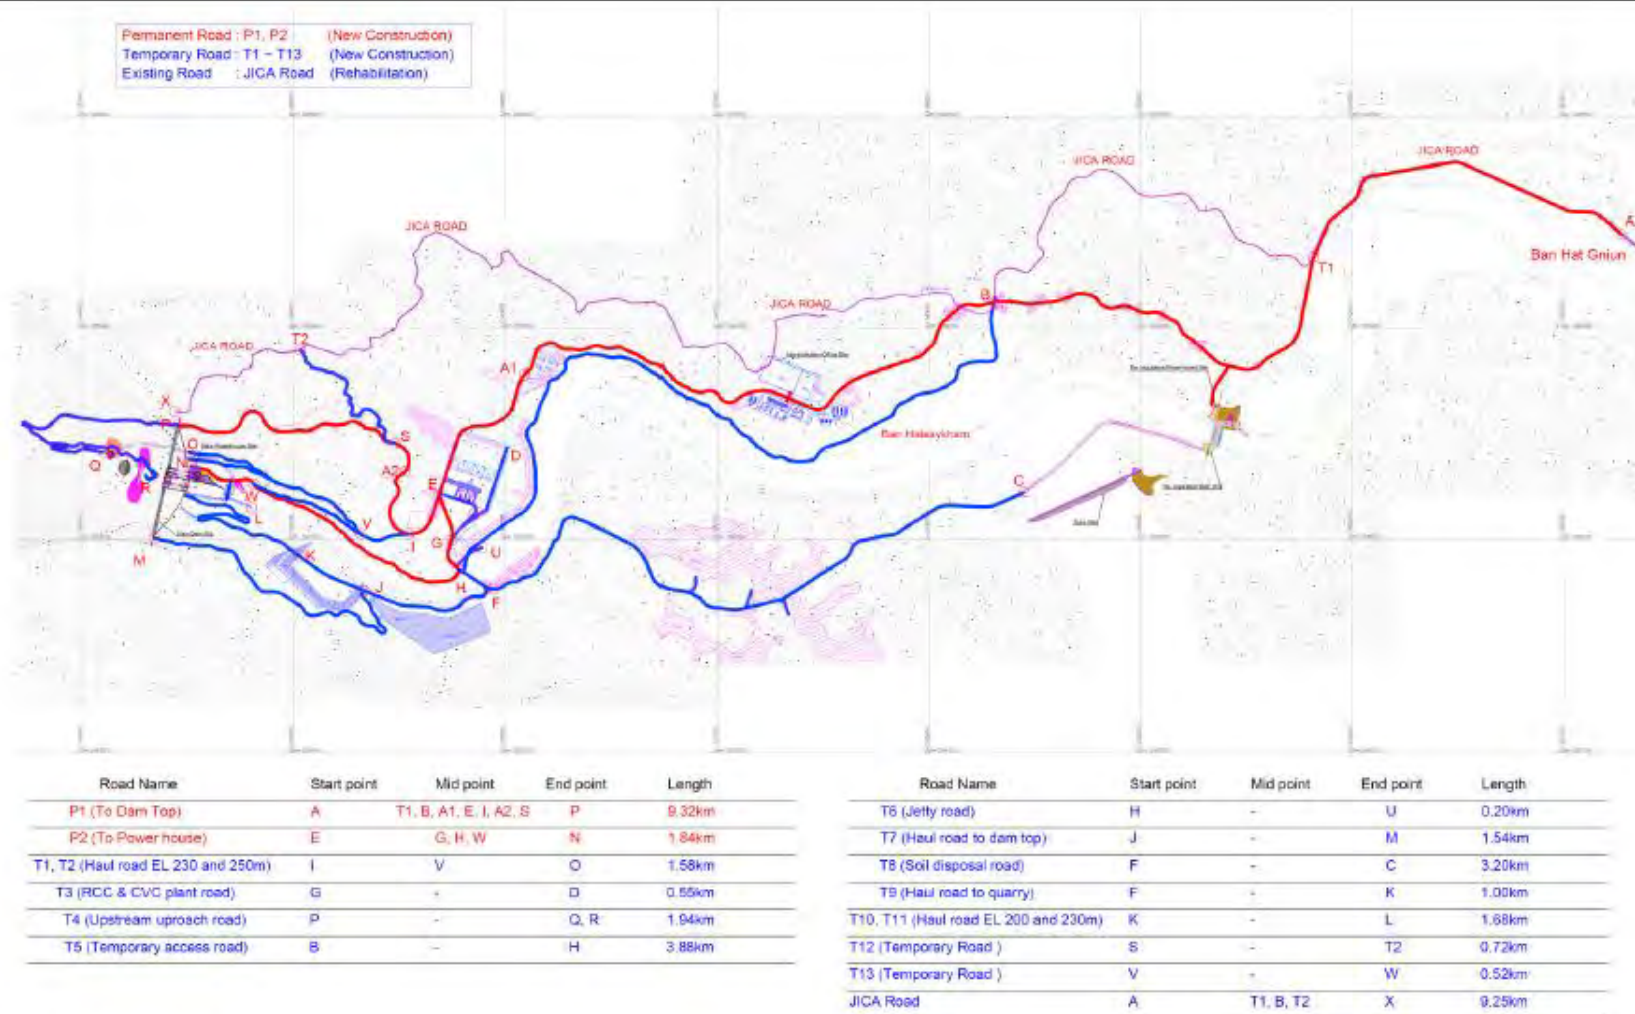 Permanent Road : P1, P2 (New Construction)
Temporary Road : T1 ~ T13 (New Construction)
Existing Road : JICA Road (Rehabilitation)
JICA ROAD
JICA ROAD
A
Ban Hat Gniun
T1
JICA ROAD
B
JICA ROAD
JICA ROAD
T2
A1
X
P
S
Ban Hatsaykham
O
D
A2
Q
E
C
R
N
W
L
V
I
G
U
M
K
J
H
F
Road Name Start point Mid point End point Length
P1 (To Dam Top) A T1, B, A1, E, I, A2, S P 9.32km
P2 (To Power house) E G, H, W N 1.84km
T1, T2 (Haul road EL 230 and 250m) I V O 1.58km
T3 (RCC & CVC plant road) G - D 0.55km
T4 (Upstream uproach road) P - Q, R 1.94km
T5 (Temporary access road) B - H 3.88km
Road Name Start point Mid point End point Length
T6 (Jetty road) H - U 0.20km
T7 (Haul road to dam top) J - M 1.54km
T8 (Soil disposal road) F - C 3.20km
T9 (Haul road to quarry) F - K 1.00km
T10, T11 (Haul road EL 200 and 230m) K - L 1.68km
T12 (Temporary Road ) S - T2 0.72km
T13 (Temporary Road ) V - W 0.52km
JICA Road A T1, B, T2 X 9.25km